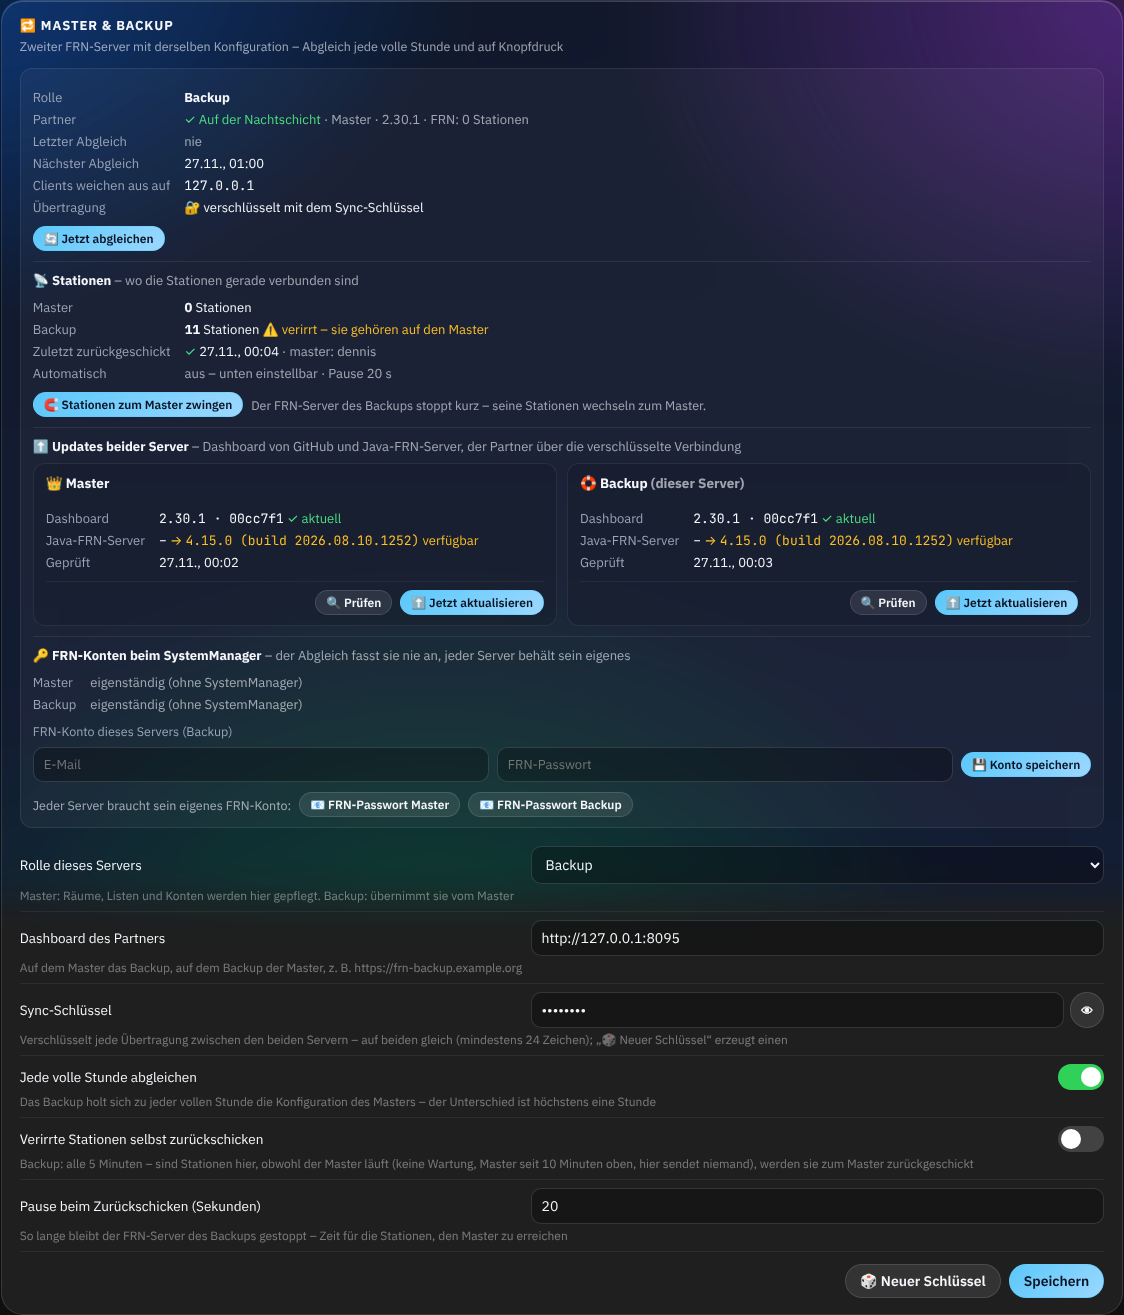 🔁 MASTER & BACKUP
Zweiter FRN-Server mit derselben Konfiguration – Abgleich jede volle Stunde und auf Knopfdruck
Rolle Backup
Partner ✓ Auf der Nachtschicht · Master · 2.30.1 · FRN: 0 Stationen
Letzter Abgleich nie
Nächster Abgleich 27.11., 01:00
Clients weichen aus auf 127.0.0.1
Übertragung 🔐 verschlüsselt mit dem Sync-Schlüssel
🔄 Jetzt abgleichen
📡 Stationen – wo die Stationen gerade verbunden sind
Master 0 Stationen
Backup 11 Stationen ⚠️ verirrt – sie gehören auf den Master
Zuletzt zurückgeschickt ✓ 27.11., 00:04 · master: dennis
Automatisch aus – unten einstellbar · Pause 20 s
🧲 Stationen zum Master zwingen Der FRN-Server des Backups stoppt kurz – seine Stationen wechseln zum Master.
⬆️ Updates beider Server – Dashboard von GitHub und Java-FRN-Server, der Partner über die verschlüsselte Verbindung
👑 Master
Dashboard 2.30.1 · 00cc7f1 ✓ aktuell
Java-FRN-Server – → 4.15.0 (build 2026.08.10.1252) verfügbar
Geprüft 27.11., 00:02
🔍 Prüfen ⬆️ Jetzt aktualisieren
🛟 Backup (dieser Server)
Dashboard 2.30.1 · 00cc7f1 ✓ aktuell
Java-FRN-Server – → 4.15.0 (build 2026.08.10.1252) verfügbar
Geprüft 27.11., 00:03
🔍 Prüfen ⬆️ Jetzt aktualisieren
🔑 FRN-Konten beim SystemManager – der Abgleich fasst sie nie an, jeder Server behält sein eigenes
Master eigenständig (ohne SystemManager)
Backup eigenständig (ohne SystemManager)
FRN-Konto dieses Servers (Backup)
E-Mail FRN-Passwort 💾 Konto speichern
Jeder Server braucht sein eigenes FRN-Konto: 📧 FRN-Passwort Master 📧 FRN-Passwort Backup
Rolle dieses Servers Backup
Master: Räume, Listen und Konten werden hier gepflegt. Backup: übernimmt sie vom Master
Dashboard des Partners http://127.0.0.1:8095
Auf dem Master das Backup, auf dem Backup der Master, z. B. https://frn-backup.example.org
Sync-Schlüssel ••••••••
Verschlüsselt jede Übertragung zwischen den beiden Servern – auf beiden gleich (mindestens 24 Zeichen); „🎲 Neuer Schlüssel“ erzeugt einen
Jede volle Stunde abgleichen
Das Backup holt sich zu jeder vollen Stunde die Konfiguration des Masters – der Unterschied ist höchstens eine Stunde
Verirrte Stationen selbst zurückschicken
Backup: alle 5 Minuten – sind Stationen hier, obwohl der Master läuft (keine Wartung, Master seit 10 Minuten oben, hier sendet niemand), werden sie zum Master zurückgeschickt
Pause beim Zurückschicken (Sekunden) 20
So lange bleibt der FRN-Server des Backups gestoppt – Zeit für die Stationen, den Master zu erreichen
🎲 Neuer Schlüssel Speichern